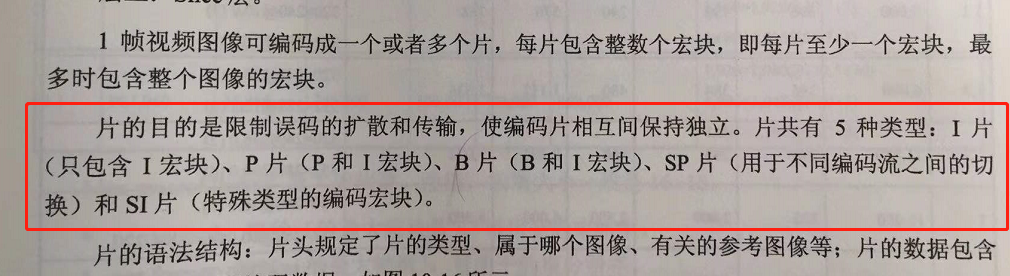 1 帧视频图像可编码成一个或者多个片，每片包含整数个宏块，即每片至少一个宏块，最
多时包含整个图像的宏块。
片的目的是限制误码的扩散和传输，使编码片相互间保持独立。片共有 5 种类型：I 片
（只包含 I 宏块）、P 片（P 和 I 宏块）、B 片（B 和 I 宏块）、SP 片（用于不同编码流之间的切
换）和 SI 片（特殊类型的编码宏块）。
片的语法结构：片头规定了片的类型、属于哪个图像、有关的参考图像等；片的数据包含